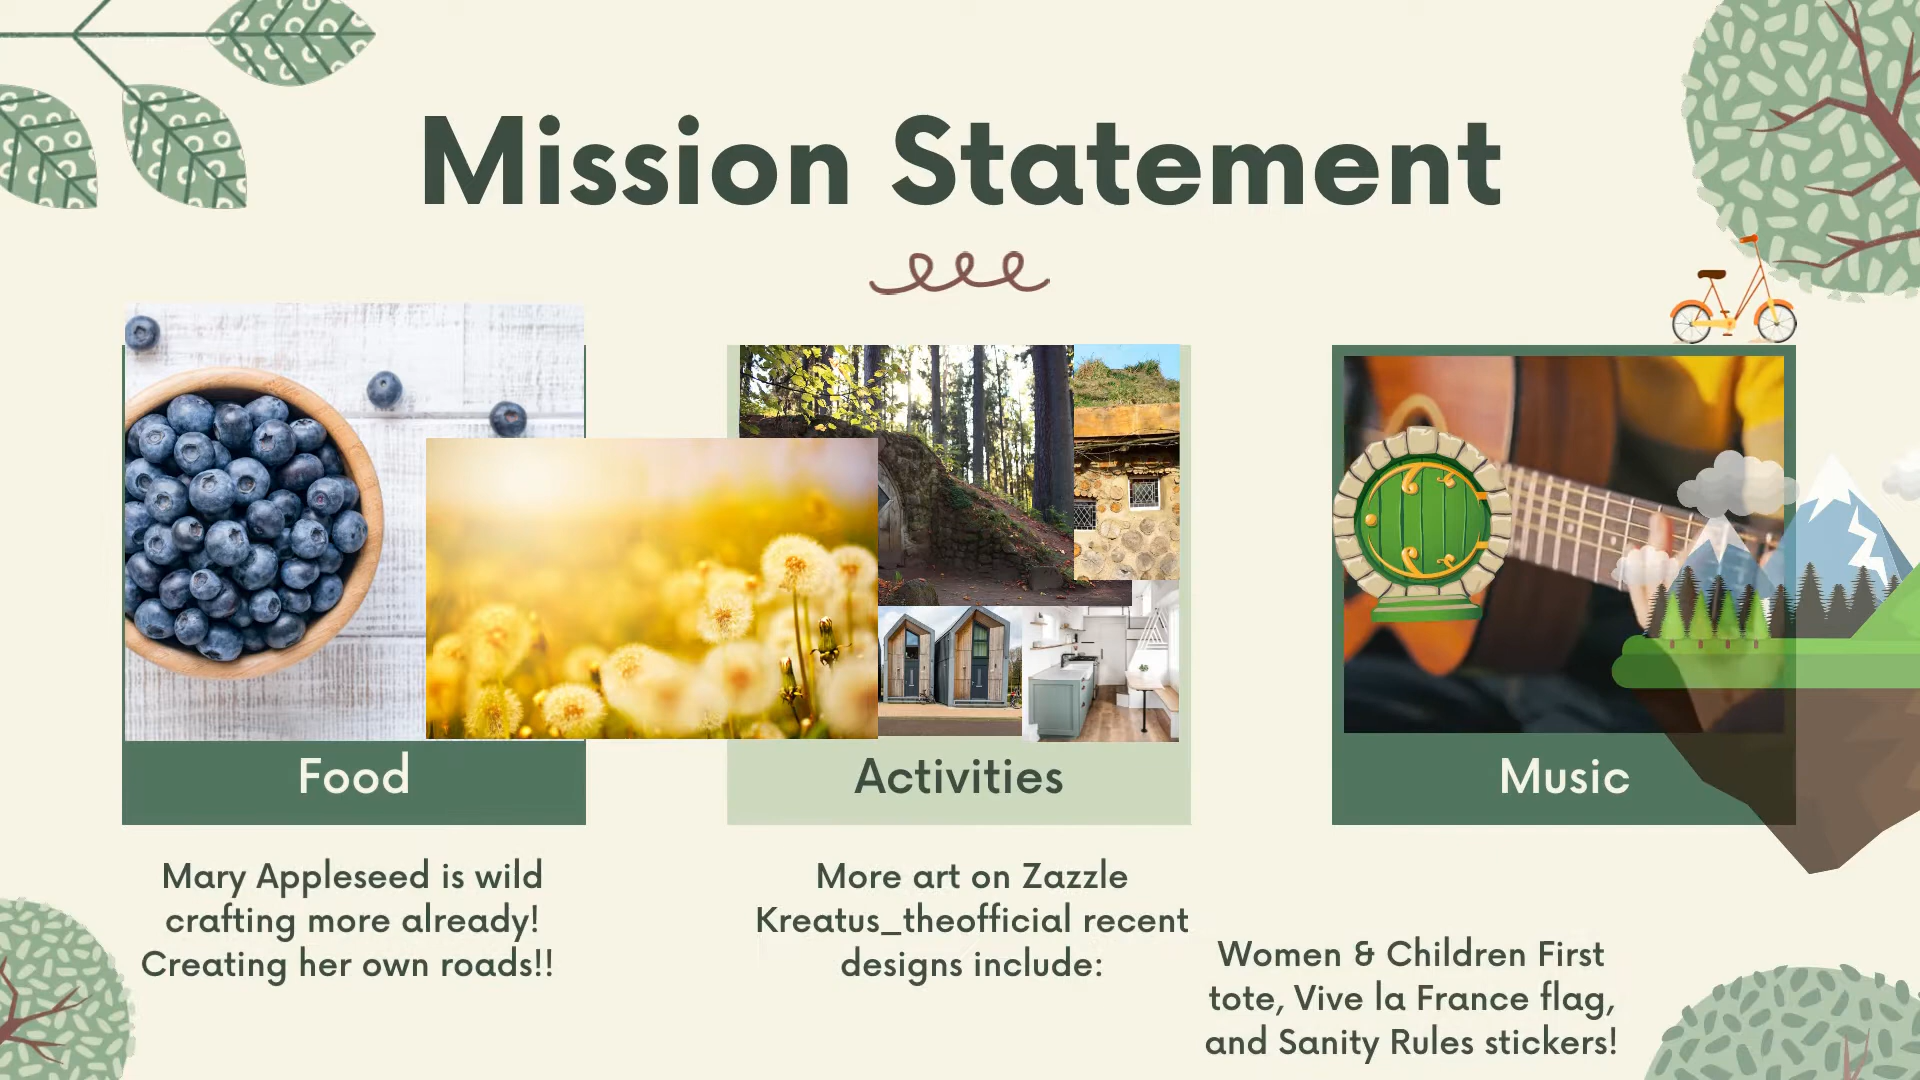 Mission Statement
Food
Mary Appleseed is wild
crafting more already!
Creating her own roads!!
Activities
More art on Zazzle
Kreatus_theofficial recent
designs include:
Music
Women & Children First
tote, Vive la France flag,
and Sanity Rules stickers!